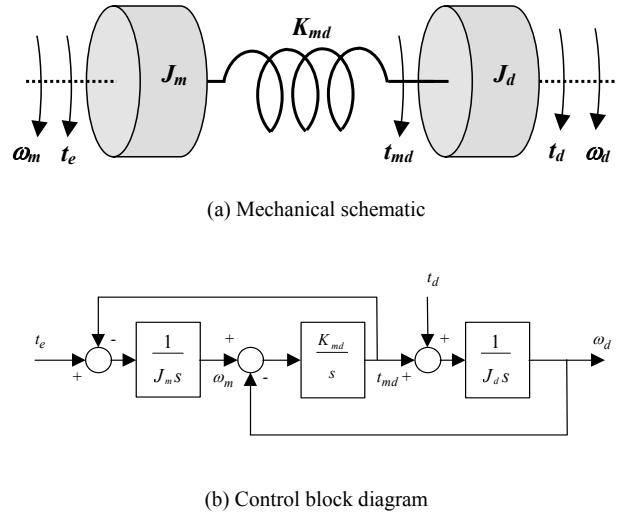 K_md
J_m
J_d
ω_m t_e
t_md
t_d ω_d
(a) Mechanical schematic
t_d
t_e
-
+
1
J_m s
ω_m
+
-
K_md
s
t_md
+
+
1
J_d s
ω_d
(b) Control block diagram